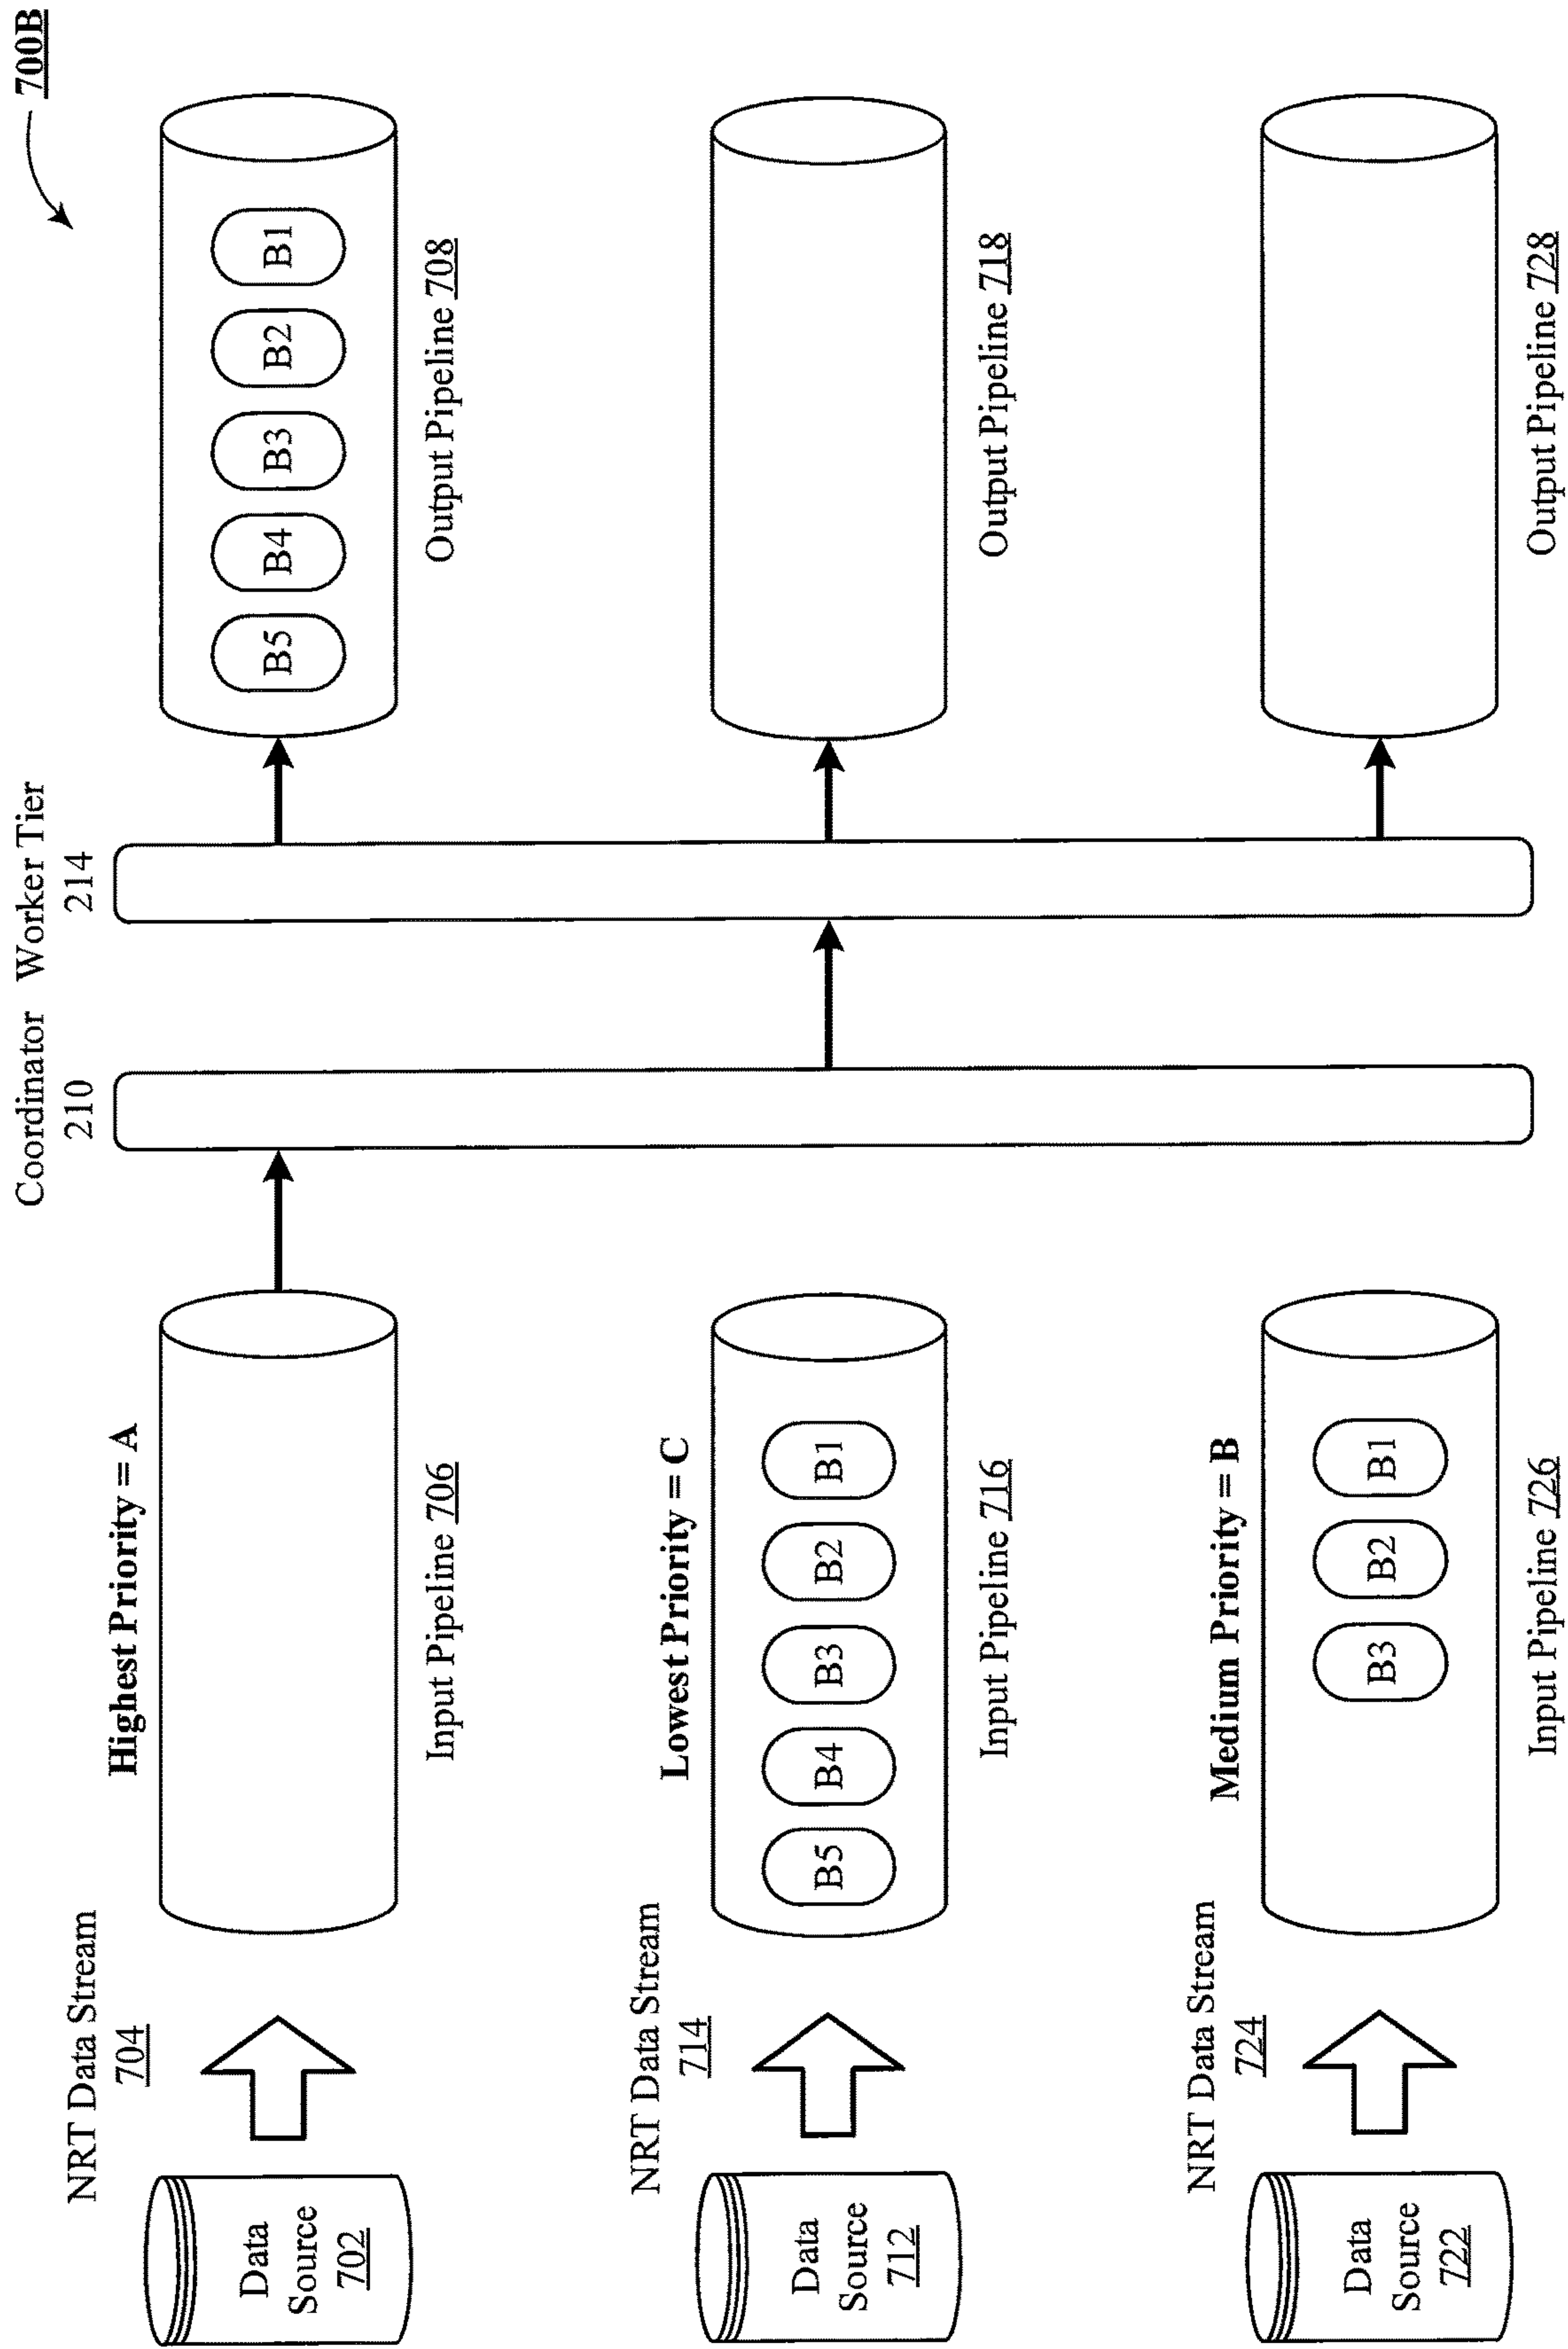 700B
Coordinator
210
Worker Tier
214
NRT Data Stream
704
Highest Priority = A
Data
Source
702
Input Pipeline 706
B5
B4
B3
B2
B1
Output Pipeline 708
NRT Data Stream
714
Lowest Priority = C
Data
Source
712
B5
B4
B3
B2
B1
Input Pipeline 716
Output Pipeline 718
NRT Data Stream
724
Medium Priority = B
Data
Source
722
B3
B2
B1
Input Pipeline 726
Output Pipeline 728